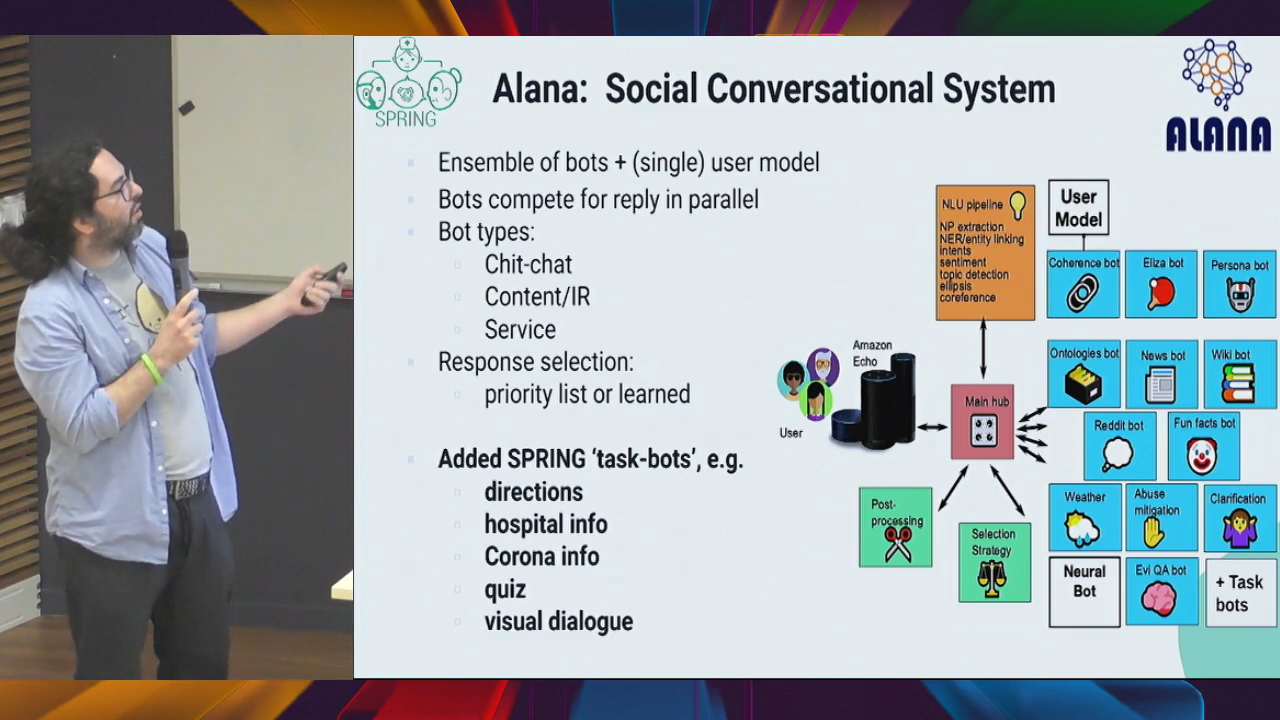 SPRING
Alana: Social Conversational System
ALANA
Ensemble of bots + (single) user model
Bots compete for reply in parallel
Bot types:
Chit-chat
Content/IR
Service
Response selection:
priority list or learned
Added SPRING ‘task-bots’, e.g.
directions
hospital info
Corona info
quiz
visual dialogue
NLU pipeline
NP extraction
NER/entity linking
intents
sentiment
topic detection
ellipsis
coreference
User
Model
Coherence bot
Eliza bot
Persona bot
Amazon
Echo
User
Main hub
Ontologies bot
News bot
Wiki bot
Reddit bot
Fun facts bot
Post-
processing
Selection
Strategy
Weather
Abuse
mitigation
Clarification
Neural
Bot
Evi QA bot
+ Task
bots